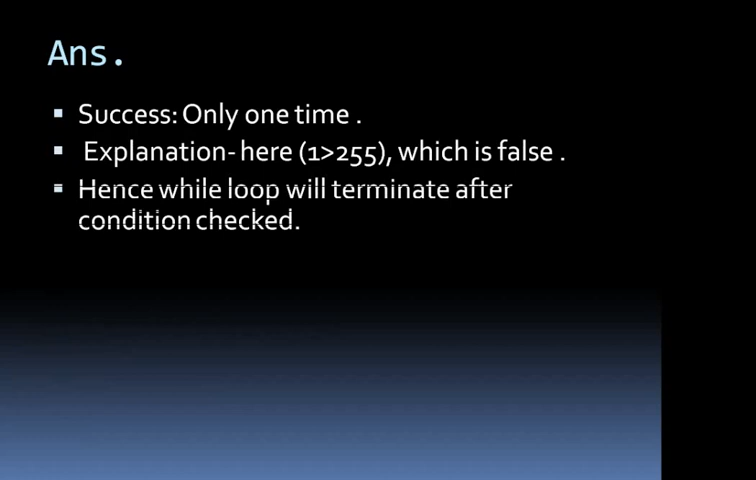 Ans.
Success: Only one time .
Explanation- here (1>255), which is false .
Hence while loop will terminate after
condition checked.